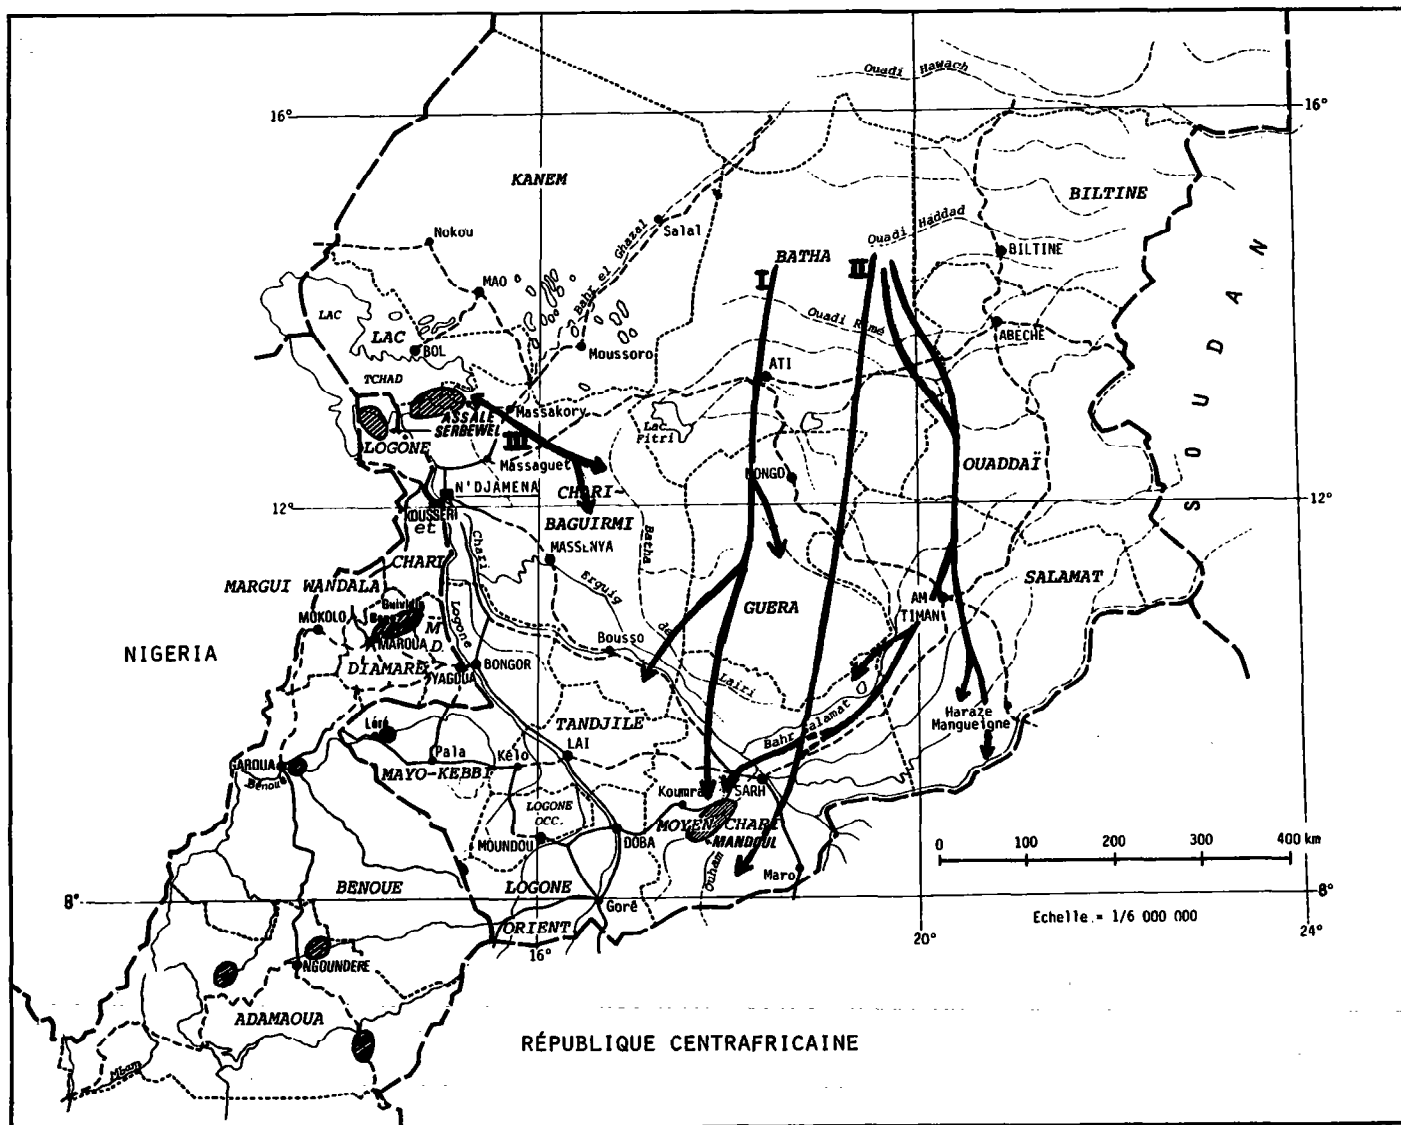 Ouadi Hawach
16°
16°
KANEM
BILTINE
Nokou
Salal
Bahr el Ghazal
Ouadi Haddad
BATHA
I
II
BILTINE
MAO
LAC
LAC
BOL
TCHAD
Moussoro
Ouadi Rimé
ABECHE
ATI
SOUDAN
ASSALE
SERBEWEL
Massakory
Lac
Fitri
LOGONE
III
Massaguet
MONGO
OUADDAÏ
N'DJAMENA
CHARI-
BAGUIRMI
12°
12°
KOUSSERI
et
CHARI
Chari
MASSENYA
Batha
de
Lairi
Erguig
MARGUI WANDALA
SALAMAT
MOKOLO
Logone
GUERA
AM
TIMAN
MAROUA
M
D.
Bousso
NIGERIA
DIAMARE
YAGOUA
BONGOR
Haraze
Mangueigne
Léré
TANDJILE
Bahr Salamat
LAI
Pala
Kélo
GAROUA
Bénoué
MAYO-KEBBI
SARH
Koumra
LOGONE
OCC.
MOYEN CHARI
MANDOUL
MOUNDOU
DOBA
Ouham
Maro
0 100 200 300 400 km
BENOUE
LOGONE
ORIENT
Goré
8°
8°
Echelle = 1/6 000 000
16°
20°
24°
NGOUNDERE
ADAMAOUA
RÉPUBLIQUE CENTRAFRICAINE
Mbam